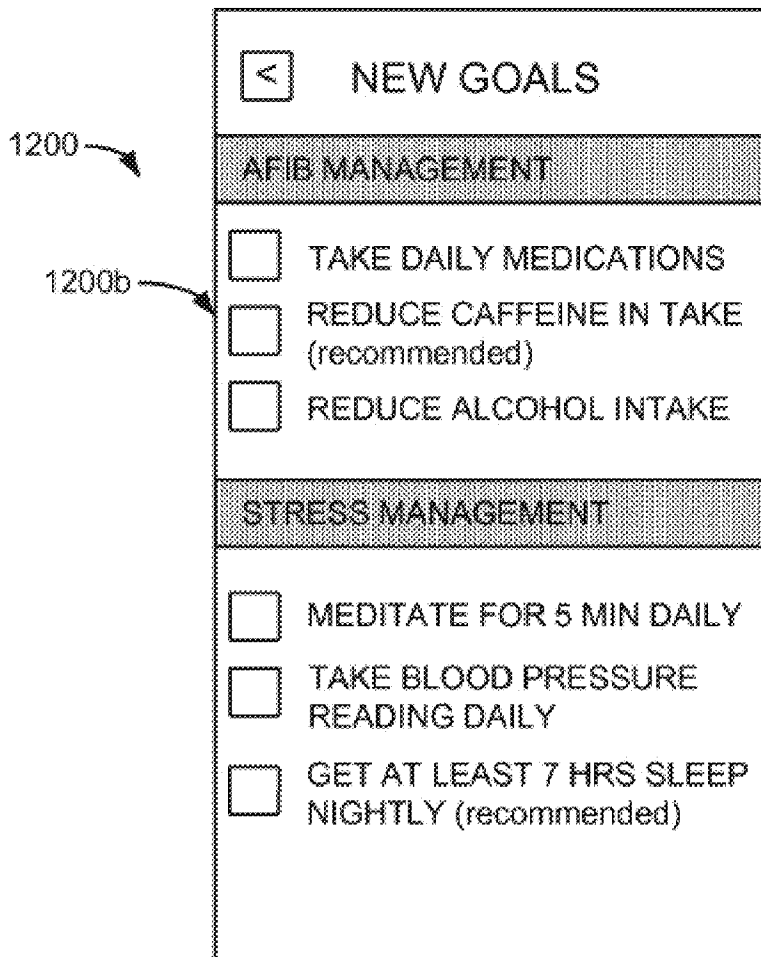 < NEW GOALS
1200
AFIB MANAGEMENT
TAKE DAILY MEDICATIONS
1200b
REDUCE CAFFEINE IN TAKE
(recommended)
REDUCE ALCOHOL INTAKE
STRESS MANAGEMENT
MEDITATE FOR 5 MIN DAILY
TAKE BLOOD PRESSURE
READING DAILY
GET AT LEAST 7 HRS SLEEP
NIGHTLY (recommended)